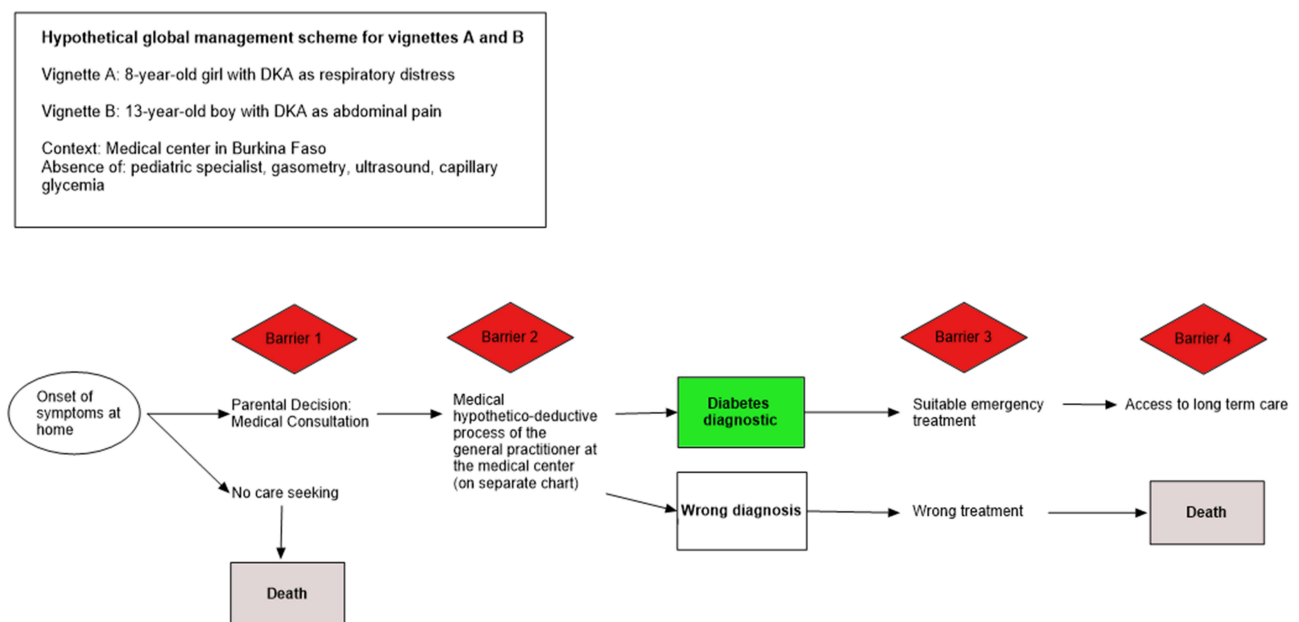 Hypothetical global management scheme for vignettes A and B
Vignette A: 8-year-old girl with DKA as respiratory distress
Vignette B: 13-year-old boy with DKA as abdominal pain
Context: Medical center in Burkina Faso
Absence of: pediatric specialist, gasometry, ultrasound, capillary
glycemia
Barrier 1
Barrier 2
Barrier 3
Barrier 4
Onset of
symptoms at
home
Parental Decision:
Medical Consultation
Medical
hypothetico-deductive
process of the
general practitioner at
the medical center
(on separate chart)
Diabetes
diagnostic
Suitable emergency
treatment
Access to long term care
No care seeking
Wrong diagnosis
Wrong treatment
Death
Death